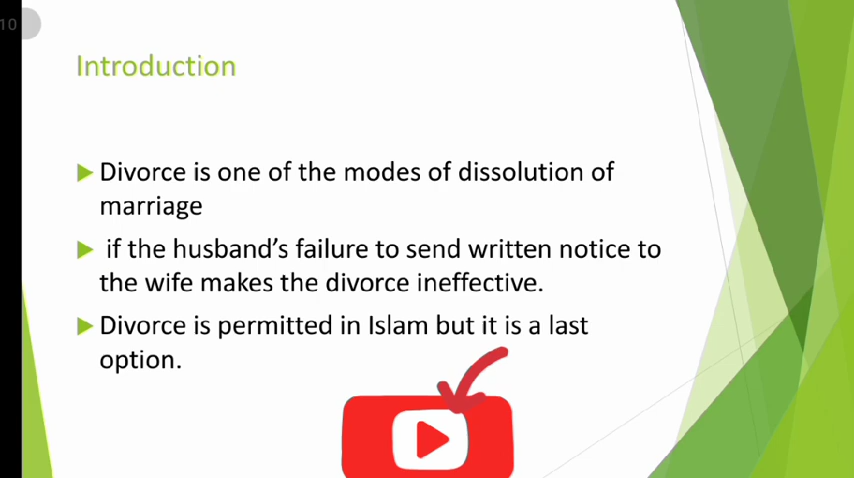 10
Introduction
Divorce is one of the modes of dissolution of
marriage
if the husband's failure to send written notice to
the wife makes the divorce ineffective.
Divorce is permitted in Islam but it is a last
option.